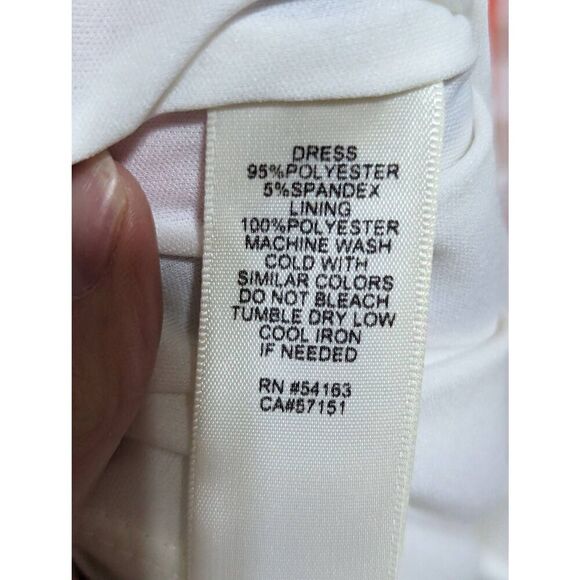 DRESS
95%POLYESTER
5%SPANDEX
LINING
100%POLYESTER
MACHINE WASH
COLD WITH
SIMILAR COLORS
DO NOT BLEACH
TUMBLE DRY LOW
COOL IRON
IF NEEDED
RN #54163
CA#57151